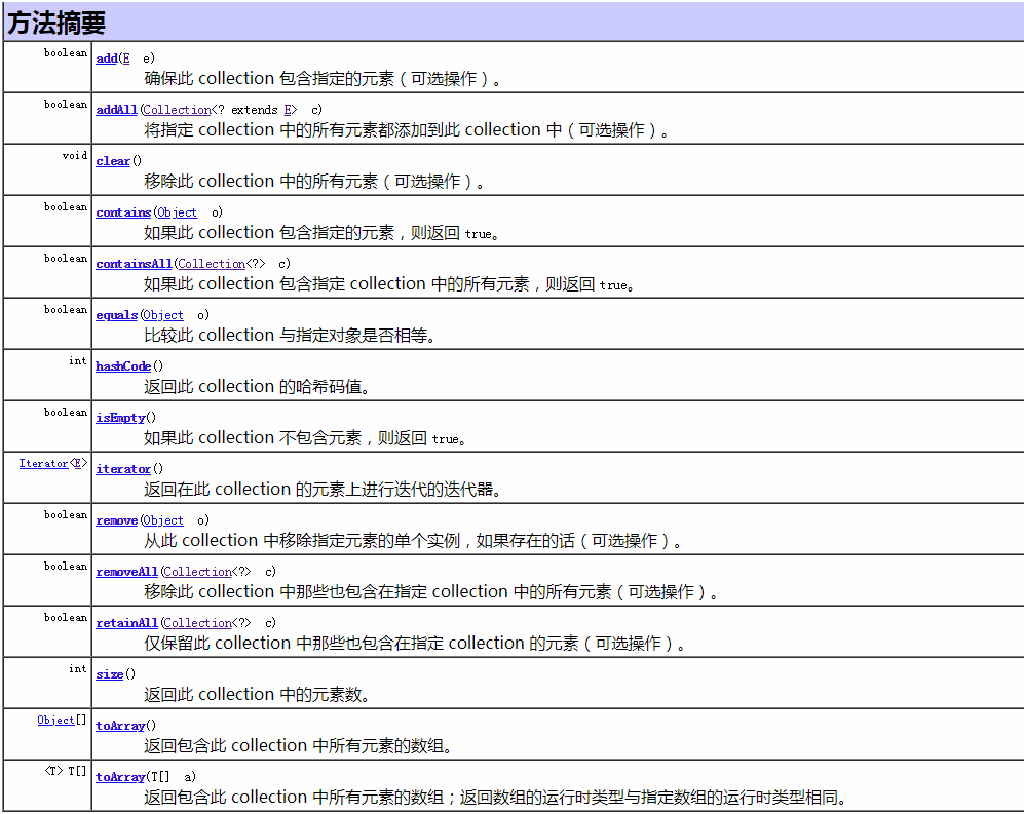 方法摘要
boolean add(E e)
确保此 collection 包含指定的元素（可选操作）。
boolean addAll(Collection<? extends E> c)
将指定 collection 中的所有元素都添加到此 collection 中（可选操作）。
void clear()
移除此 collection 中的所有元素（可选操作）。
boolean contains(Object o)
如果此 collection 包含指定的元素，则返回 true。
boolean containsAll(Collection<?> c)
如果此 collection 包含指定 collection 中的所有元素，则返回 true。
boolean equals(Object o)
比较此 collection 与指定对象是否相等。
int hashCode()
返回此 collection 的哈希码值。
boolean isEmpty()
如果此 collection 不包含元素，则返回 true。
Iterator<E> iterator()
返回在此 collection 的元素上进行迭代的迭代器。
boolean remove(Object o)
从此 collection 中移除指定元素的单个实例，如果存在的话（可选操作）。
boolean removeAll(Collection<?> c)
移除此 collection 中那些也包含在指定 collection 中的所有元素（可选操作）。
boolean retainAll(Collection<?> c)
仅保留此 collection 中那些也包含在指定 collection 的元素（可选操作）。
int size()
返回此 collection 中的元素数。
Object[] toArray()
返回包含此 collection 中所有元素的数组。
<T> T[] toArray(T[] a)
返回包含此 collection 中所有元素的数组；返回数组的运行时类型与指定数组的运行时类型相同。